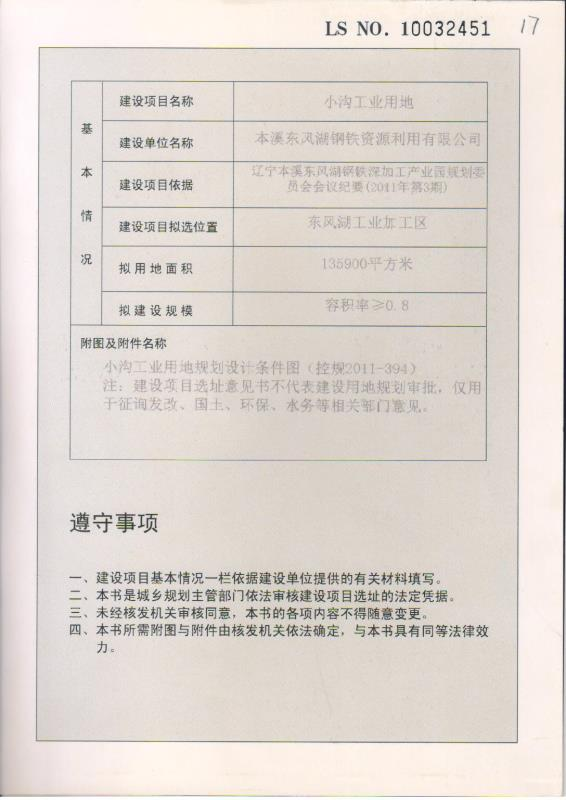 LS NO. 10032451
17
基本情况
建设项目名称 小沟工业用地
建设单位名称 本溪东风湖钢铁资源利用有限公司
建设项目依据 辽宁本溪东风湖钢铁深加工产业园规划委
员会会议纪要(2011年第3期)
建设项目拟选位置 东风湖工业加工区
拟用地面积 135900平方米
拟建设规模 容积率≥0.8
附图及附件名称
小沟工业用地规划设计条件图（控规2011-394）
注：建设项目选址意见书不代表建设用地规划审批，仅用
于征询发改、国土、环保、水务等相关部门意见。
遵守事项
一、建设项目基本情况一栏依据建设单位提供的有关材料填写。
二、本书是城乡规划主管部门依法审核建设项目选址的法定凭据。
三、未经核发机关审核同意，本书的各项内容不得随意变更。
四、本书所需附图与附件由核发机关依法确定，与本书具有同等法律效
力。